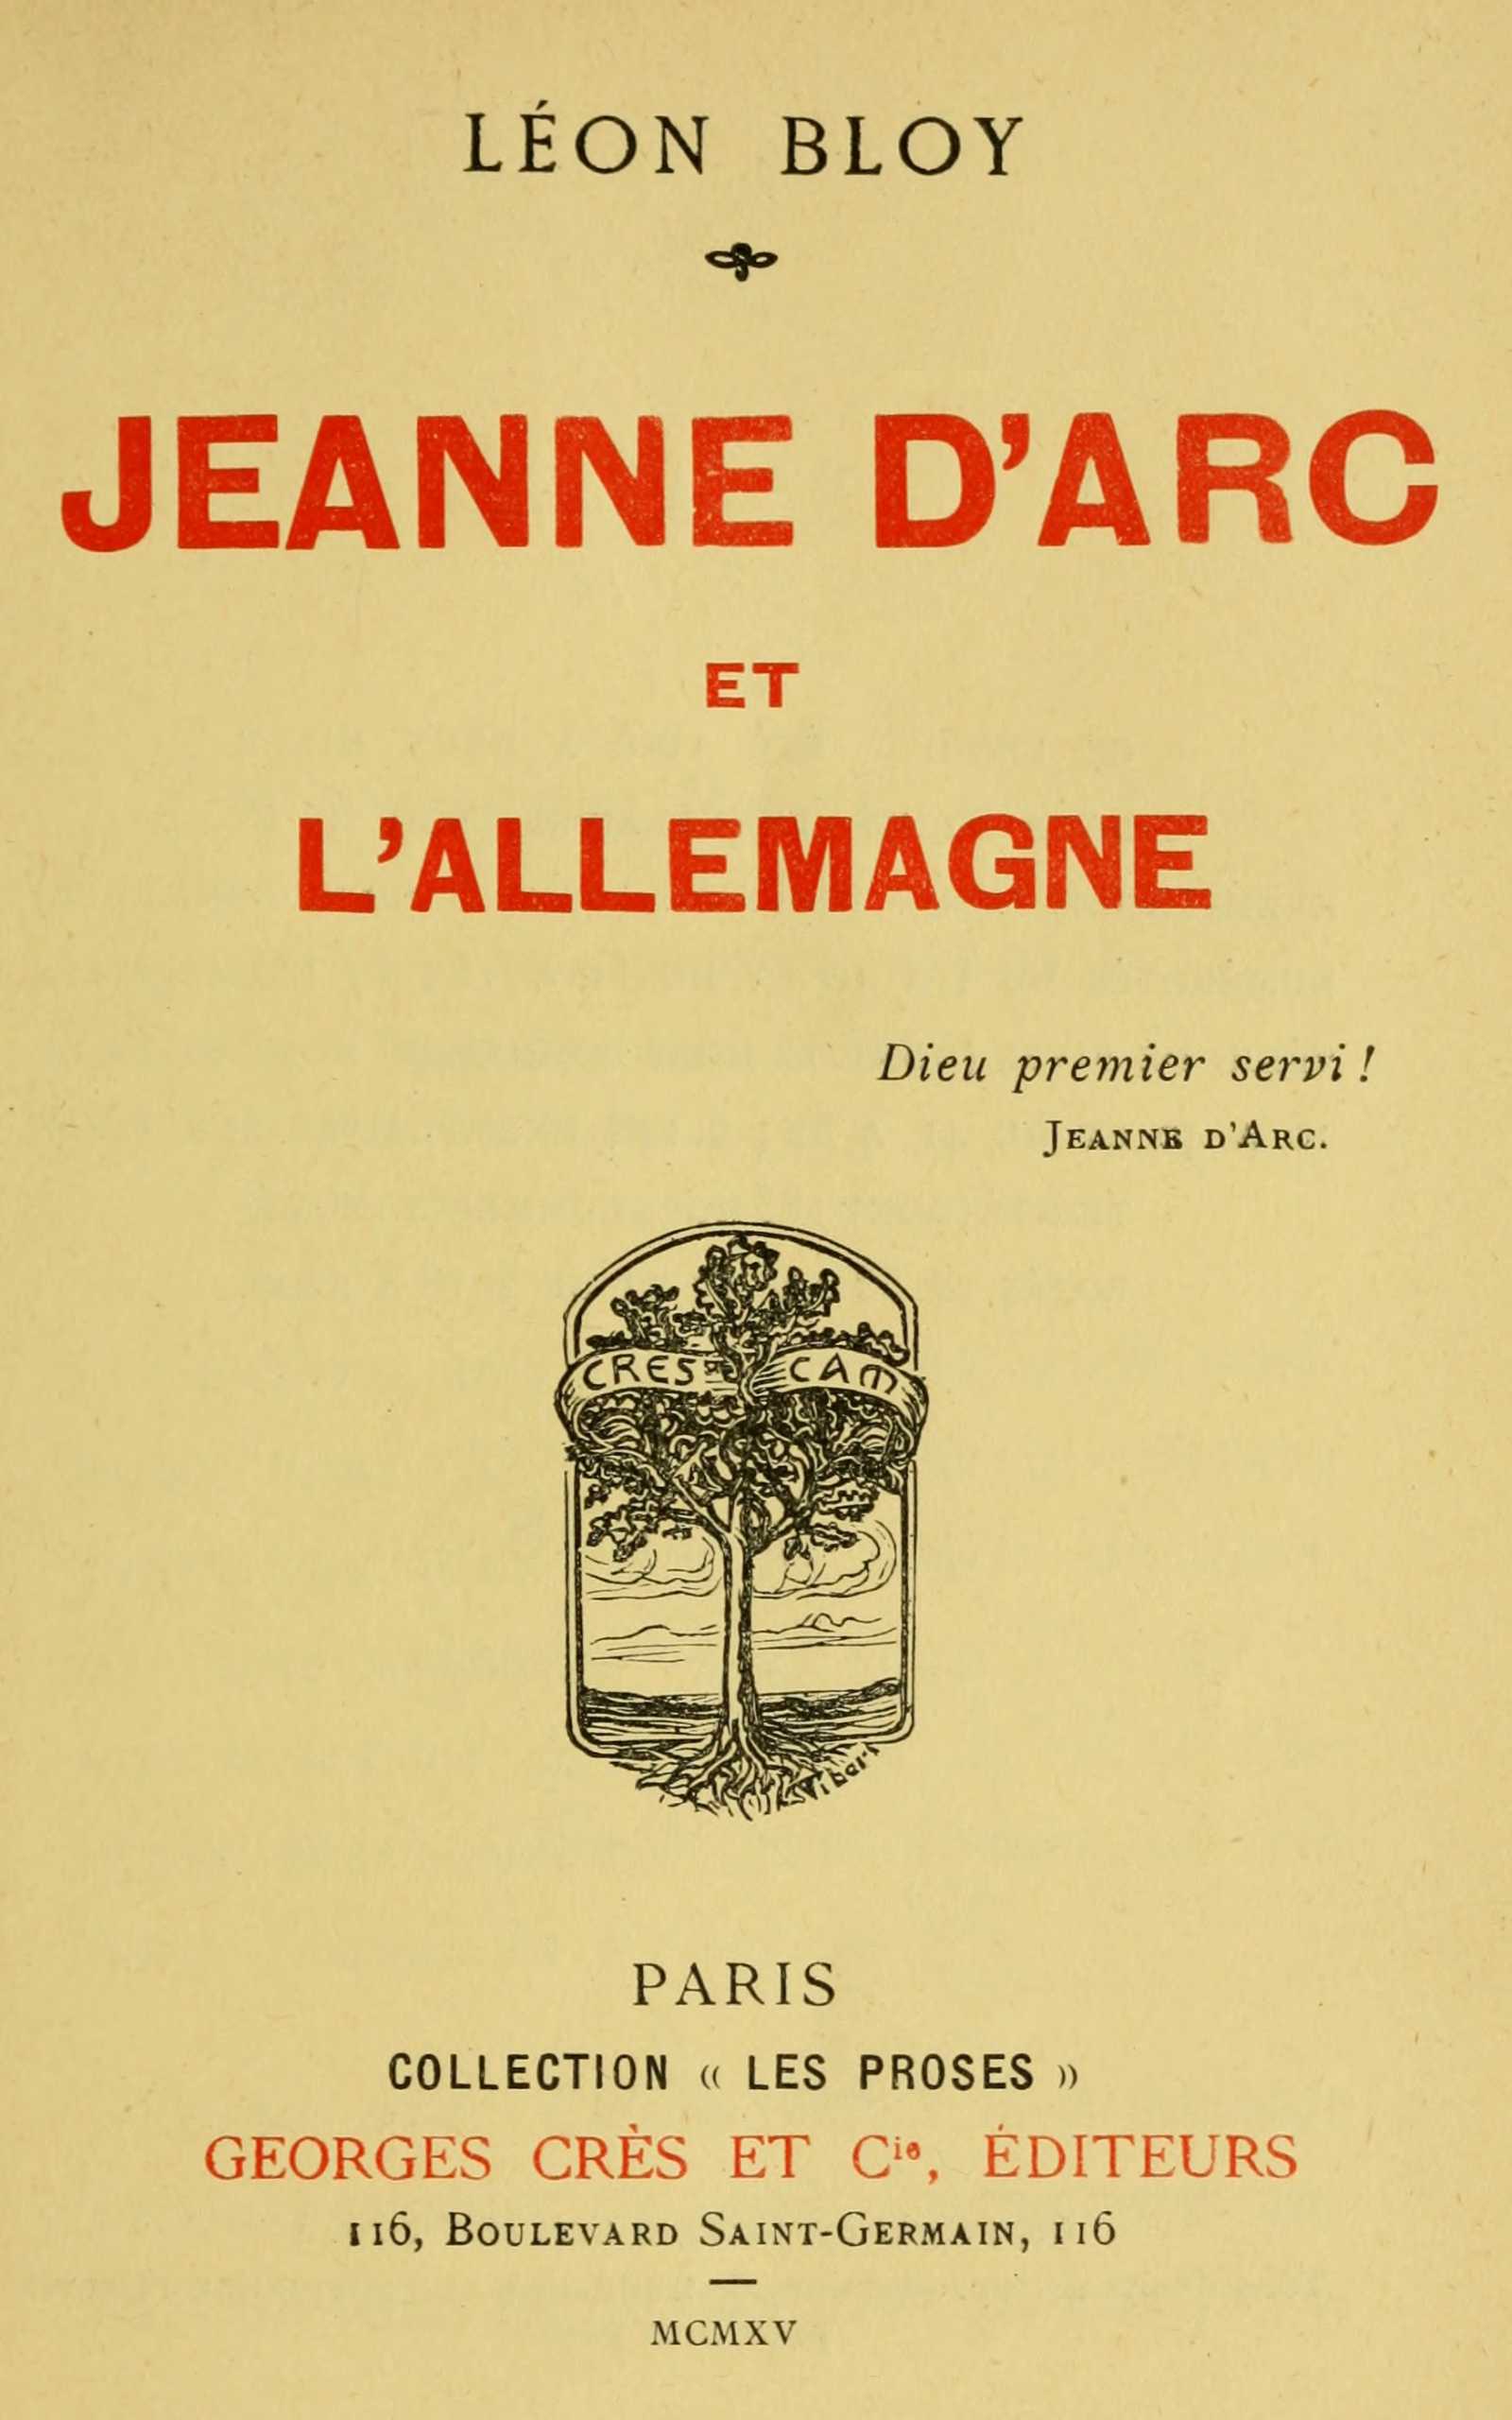 LÉON BLOY
JEANNE D'ARC
ET
L'ALLEMAGNE
Dieu premier servi !
JEANNE D'ARC.
CRES CAM
Vibert
PARIS
COLLECTION « LES PROSES »
GEORGES CRÈS ET Cie, ÉDITEURS
116, BOULEVARD SAINT-GERMAIN, 116
MCMXV